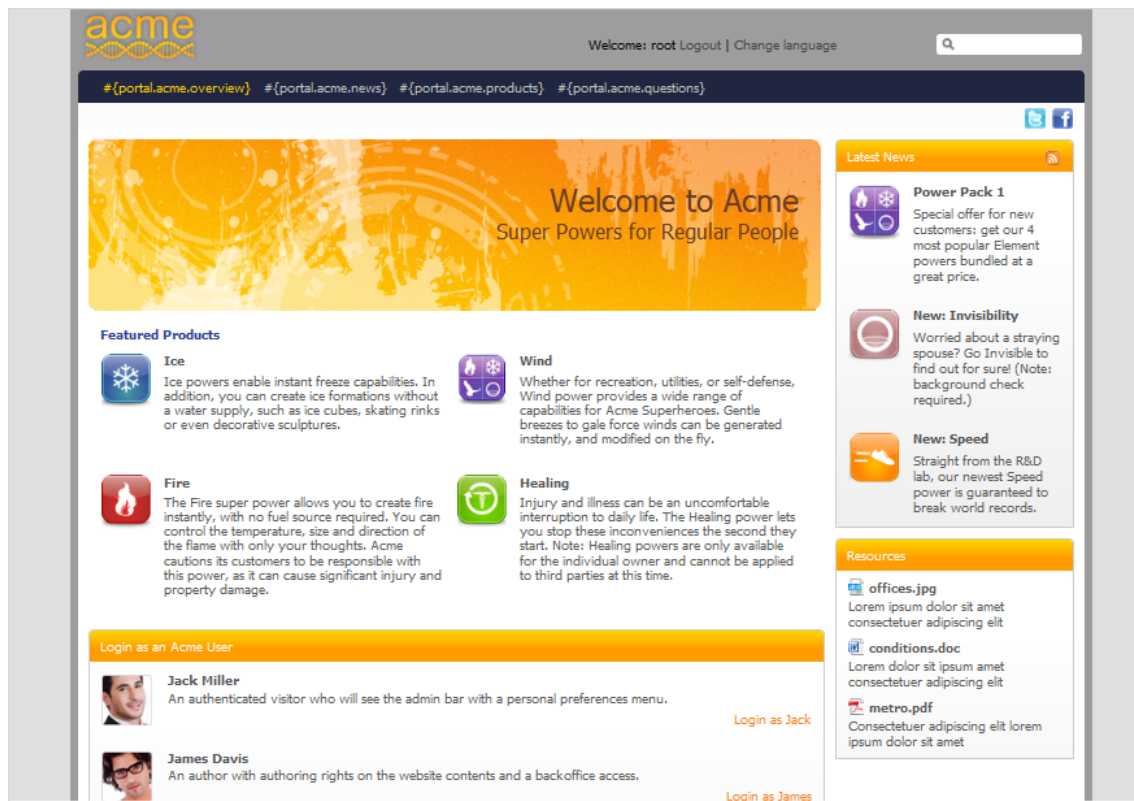 acme
Welcome: root Logout | Change language
#{portal.acme.overview} #{portal.acme.news} #{portal.acme.products} #{portal.acme.questions}
Welcome to Acme
Super Powers for Regular People
Featured Products
Ice
Ice powers enable instant freeze capabilities. In
addition, you can create ice formations without
a water supply, such as ice cubes, skating rinks
or even decorative sculptures.
Wind
Whether for recreation, utilities, or self-defense,
Wind power provides a wide range of
capabilities for Acme Superheroes. Gentle
breezes to gale force winds can be generated
instantly, and modified on the fly.
Fire
The Fire super power allows you to create fire
instantly, with no fuel source required. You can
control the temperature, size and direction of
the flame with only your thoughts. Acme
cautions its customers to be responsible with
this power, as it can cause significant injury and
property damage.
Healing
Injury and illness can be an uncomfortable
interruption to daily life. The Healing power lets
you stop these inconveniences the second they
start. Note: Healing powers are only available
for the individual owner and cannot be applied
to third parties at this time.
Login as an Acme User
Jack Miller
An authenticated visitor who will see the admin bar with a personal preferences menu.
Login as Jack
James Davis
An author with authoring rights on the website contents and a backoffice access.
Login as James
Latest News
Power Pack 1
Special offer for new
customers: get our 4
most popular Element
powers bundled at a
great price.
New: Invisibility
Worried about a straying
spouse? Go Invisible to
find out for sure! (Note:
background check
required.)
New: Speed
Straight from the R&D
lab, our newest Speed
power is guaranteed to
break world records.
Resources
offices.jpg
Lorem ipsum dolor sit amet
consectetuer adipiscing elit
conditions.doc
Lorem dolor sit ipsum amet
consectetuer adipiscing elit
metro.pdf
Consectetuer adipiscing elit lorem
ipsum dolor sit amet